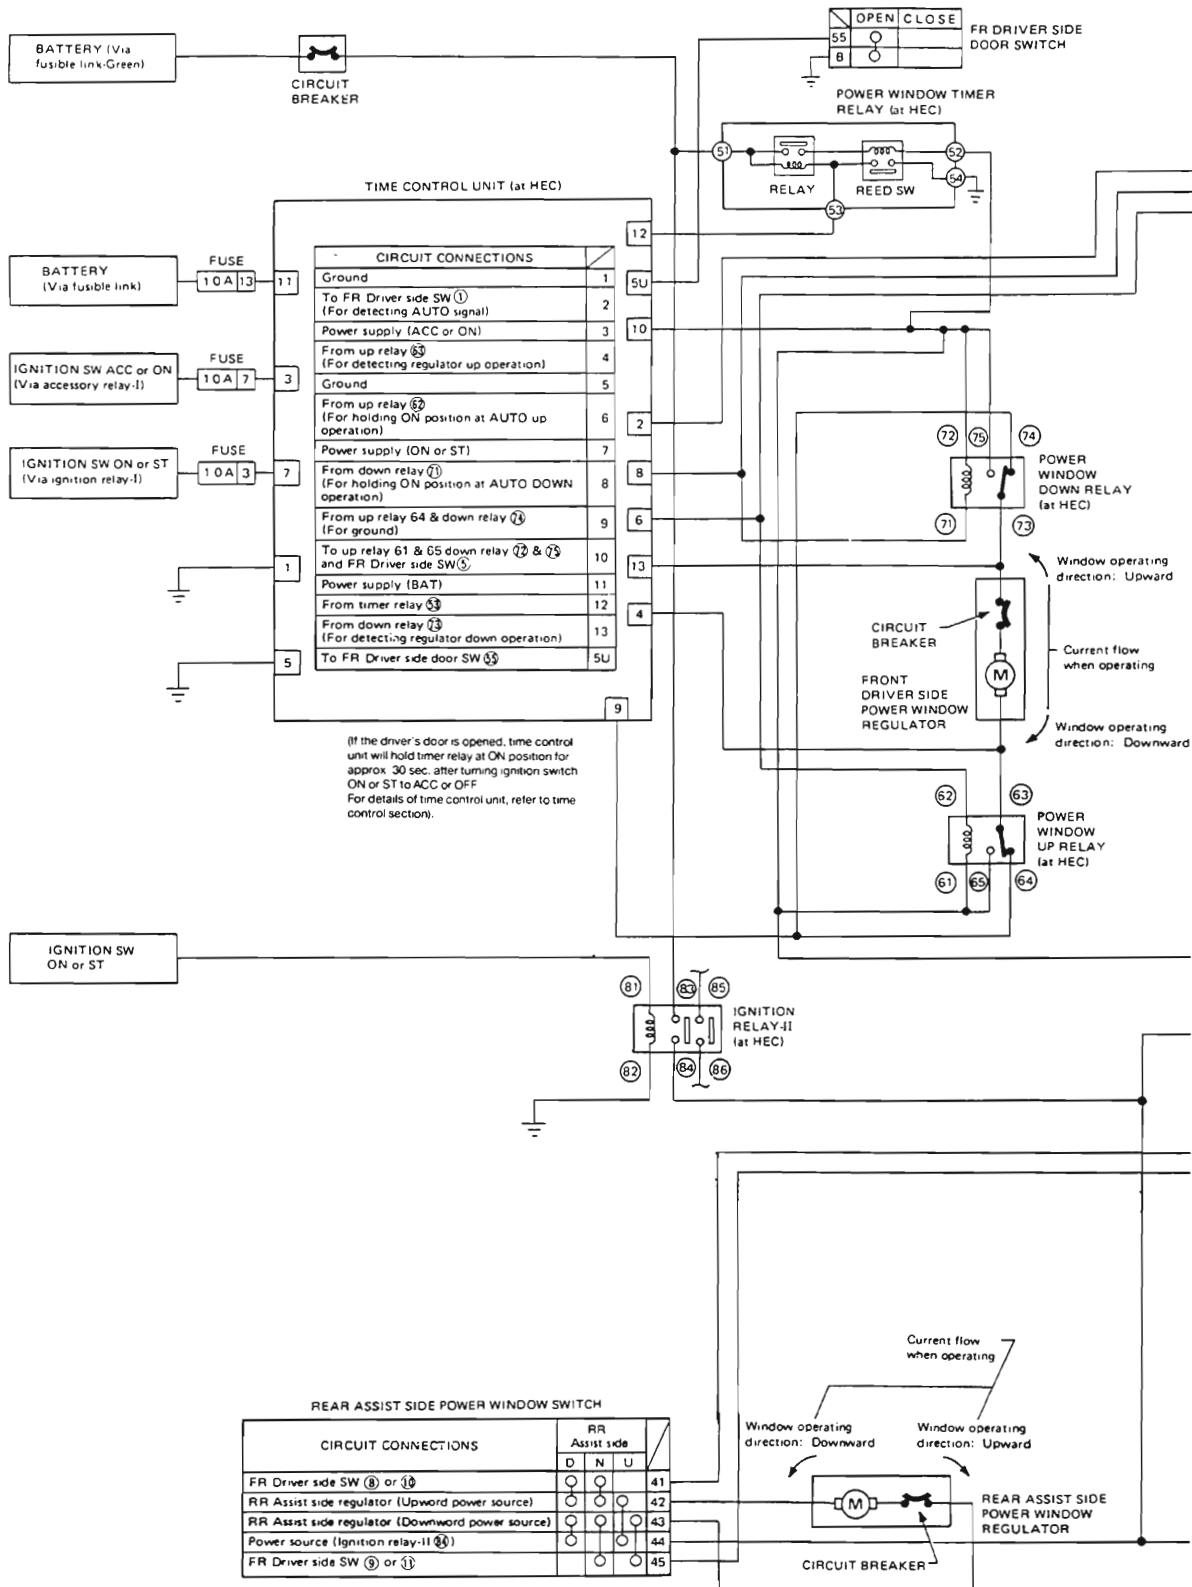 OPEN CLOSE
55
8
FR DRIVER SIDE
DOOR SWITCH
BATTERY (Via
fusible link-Green)
CIRCUIT
BREAKER
POWER WINDOW TIMER
RELAY (at HEC)
51
52
RELAY
REED SW
54
53
TIME CONTROL UNIT (at HEC)
12
CIRCUIT CONNECTIONS
Ground 1
To FR Driver side SW ①
(For detecting AUTO signal) 2
Power supply (ACC or ON) 3
From up relay 63
(For detecting regulator up operation) 4
Ground 5
From up relay 62
(For holding ON position at AUTO up
operation) 6
Power supply (ON or ST) 7
From down relay 71
(For holding ON position at AUTO DOWN
operation) 8
From up relay 64 & down relay 74
(For ground) 9
To up relay 61 & 65 down relay 72 & 75
and FR Driver side SW ⑤ 10
Power supply (BAT) 11
From timer relay 53 12
From down relay 73
(For detecting regulator down operation) 13
To FR Driver side door SW 55 5U
BATTERY
(Via fusible link)
FUSE
10A 13
11
IGNITION SW ACC or ON
(Via accessory relay-I)
FUSE
10A 7
3
IGNITION SW ON or ST
(Via ignition relay-I)
FUSE
10A 3
7
1
5
5U
10
2
8
6
13
4
9
(If the driver's door is opened, time control
unit will hold timer relay at ON position for
approx 30 sec. after turning ignition switch
ON or ST to ACC or OFF
For details of time control unit, refer to time
control section).
72 75 74
POWER
WINDOW
DOWN RELAY
(at HEC)
71 73
Window operating
direction: Upward
CIRCUIT
BREAKER
M
Current flow
when operating
FRONT
DRIVER SIDE
POWER WINDOW
REGULATOR
Window operating
direction: Downward
62 63
POWER
WINDOW
UP RELAY
(at HEC)
61 65 64
IGNITION SW
ON or ST
81 83 85
IGNITION
RELAY-II
(at HEC)
82 84 86
Current flow
when operating
REAR ASSIST SIDE POWER WINDOW SWITCH
CIRCUIT CONNECTIONS
RR
Assist side
D N U
FR Driver side SW ⑧ or ⑩ 41
RR Assist side regulator (Upword power source) 42
RR Assist side regulator (Downword power source) 43
Power source (Ignition relay-II 84) 44
FR Driver side SW ⑨ or ⑪ 45
Window operating
direction: Downward
Window operating
direction: Upward
M
REAR ASSIST SIDE
POWER WINDOW
REGULATOR
CIRCUIT BREAKER